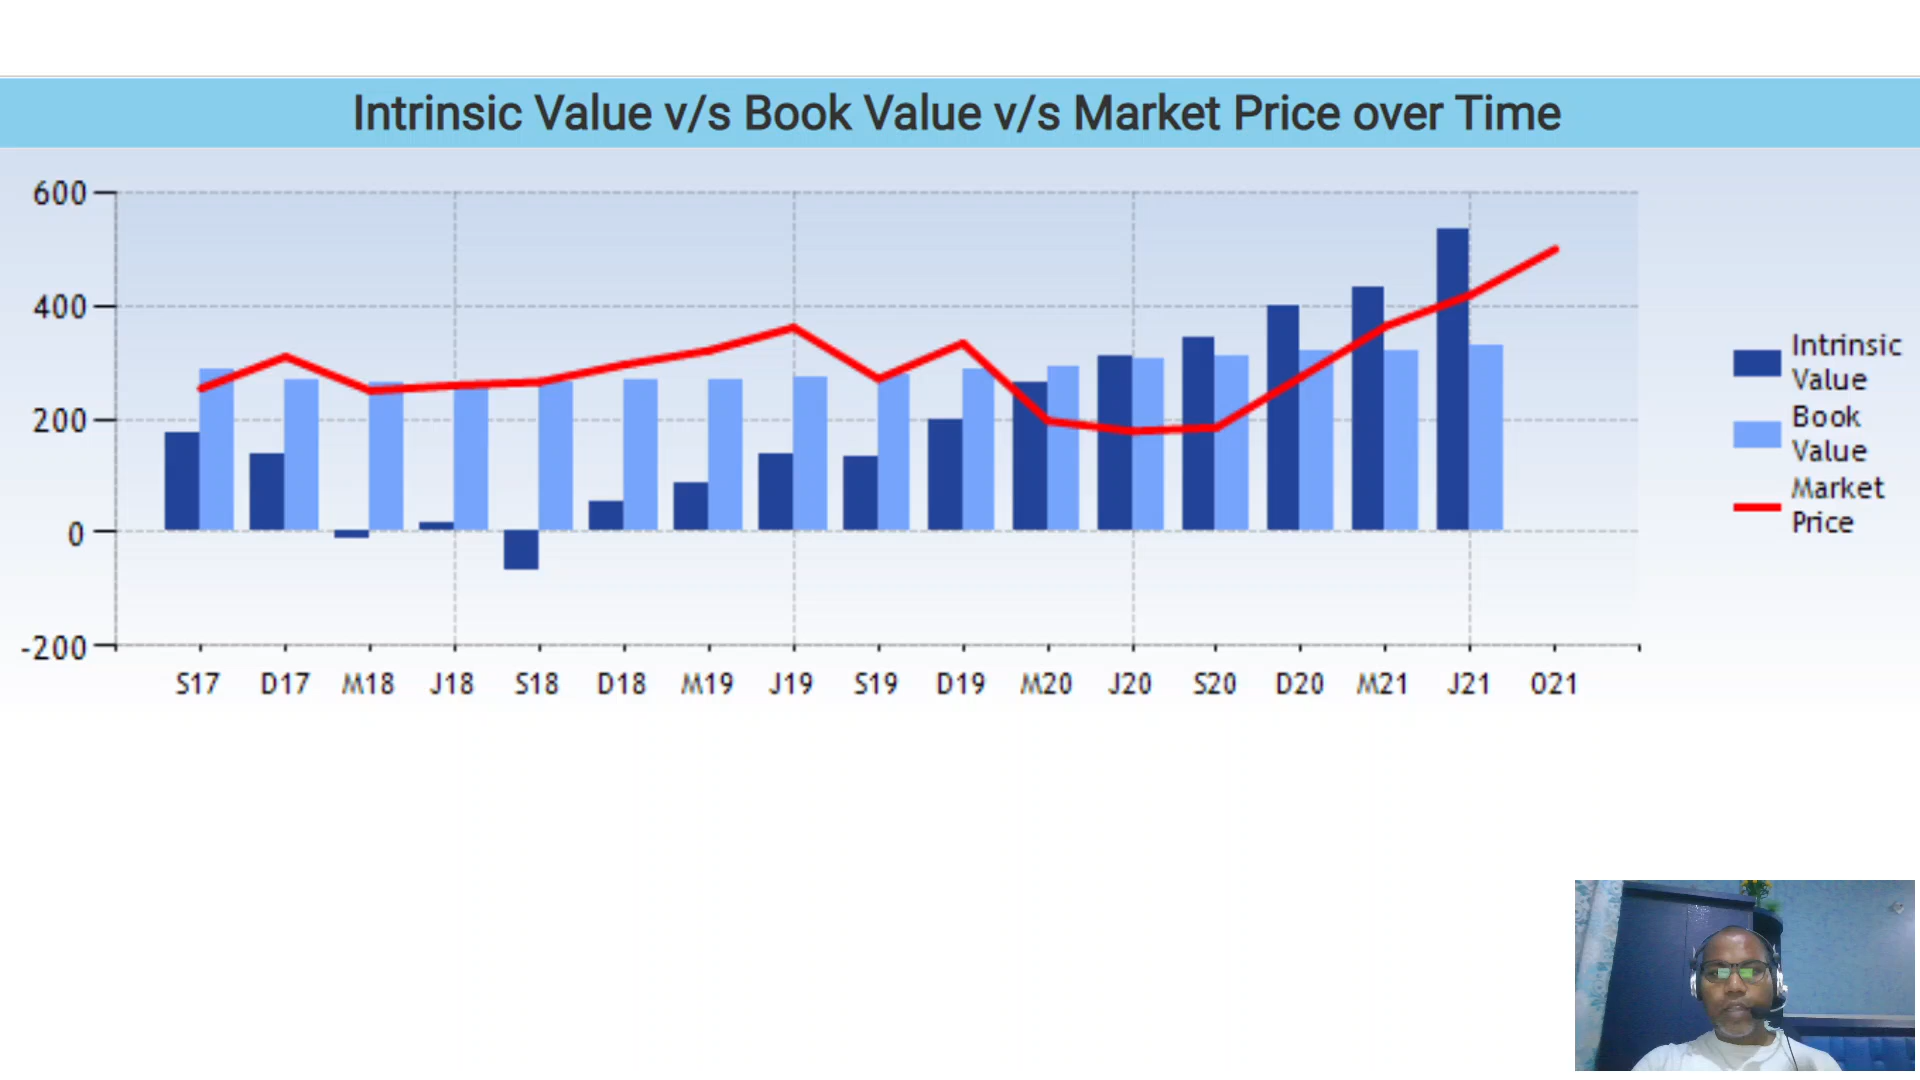 Intrinsic Value v/s Book Value v/s Market Price over Time
600
400
200
0
-200
S17 D17 M18 J18 S18 D18 M19 J19 S19 D19 M20 J20 S20 D20 M21 J21 O21
Intrinsic
Value
Book
Value
Market
Price